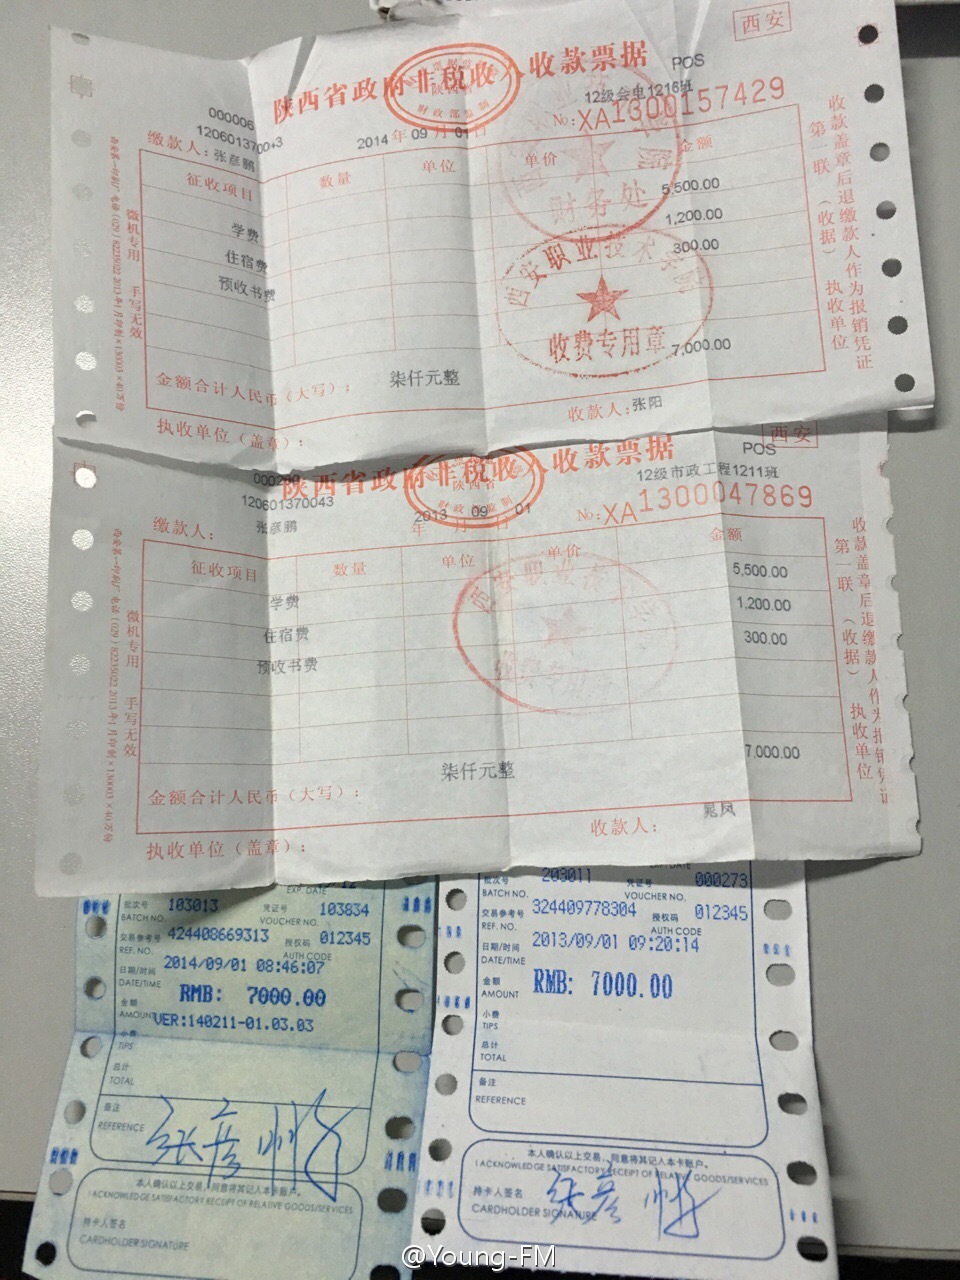 西安
陕西省政府非税收入收款票据
POS
12级会电1216班
000006
No:XA1300157429
2014年09月01日
缴款人：张彦鹏
征收项目 数量 单位 单价 金额
学费 5,500.00
住宿费 1,200.00
预收书费 300.00
7,000.00
金额合计人民币（大写）： 柒仟元整
执收单位（盖章）：
收款人：张阳
财务处
西安职业技术学院
收费专用章
微机专用 手写无效
第一联（收据） 执收单位
收款盖章后退缴款人作为报销凭证
西安
陕西省政府非税收入收款票据
POS
12级市政工程1211班
120601370043
No:XA1300047869
2013年09月01日
缴款人： 张彦鹏
征收项目 数量 单位 单价 金额
学费 5,500.00
住宿费 1,200.00
预收书费 300.00
7,000.00
柒仟元整
金额合计人民币（大写）：
执收单位（盖章）：
收款人： 晁凤
微机专用 手写无效
第一联（收据） 执收单位
收款盖章后退缴款人作为报销凭证
EXP. DATE
批次号 103013 凭证号 103834
BATCH NO. VOUCHER NO.
交易参考号 424408669313 授权码 012345
REF. NO. AUTH CODE
日期/时间 2014/09/01 08:46:07
DATE/TIME
金额 RMB: 7000.00
AMOUNT VER:140211-01.03.03
小费
TIPS
总计
TOTAL
备注
REFERENCE
本人确认以上交易，同意将其记入本卡账户。
I ACKNOWLEDGE SATISFACTORY RECEIPT OF RELATIVE GOODS/SERVICES
持卡人签名
CARDHOLDER SIGNATURE
批次号 203011 凭证号 000273
BATCH NO. VOUCHER NO.
交易参考号 324409778304 授权码 012345
REF. NO. AUTH CODE
日期/时间 2013/09/01 09:20:14
DATE/TIME
金额 RMB: 7000.00
AMOUNT
小费
TIPS
总计
TOTAL
备注
REFERENCE
本人确认以上交易，同意将其记入本卡账户。
I ACKNOWLEDGE SATISFACTORY RECEIPT OF RELATIVE GOODS/SERVICES
持卡人签名
CARDHOLDER SIGNATURE
@Young-FM